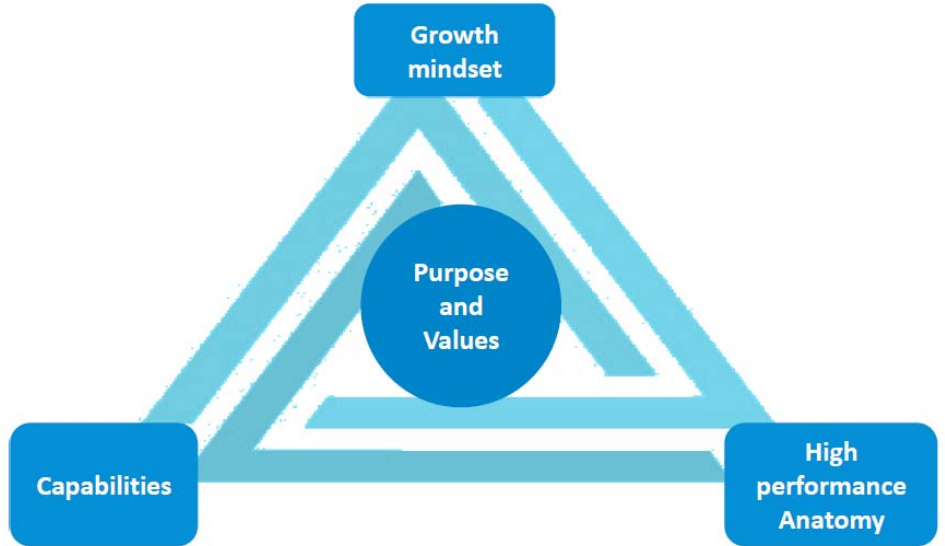 Growth
mindset
Purpose
and
Values
Capabilities
High
performance
Anatomy